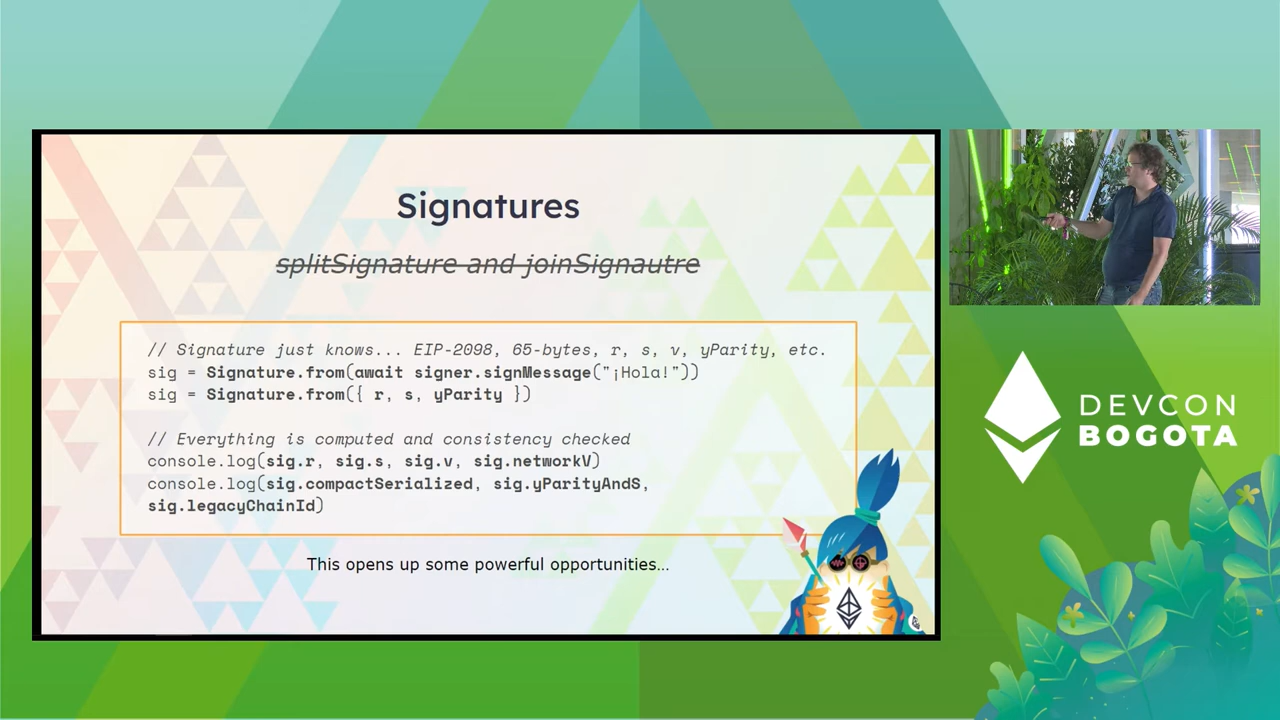 Signatures
splitSignature and joinSignautre
// Signature just knows... EIP-2098, 65-bytes, r, s, v, yParity, etc.
sig = Signature.from(await signer.signMessage("¡Hola!"))
sig = Signature.from({ r, s, yParity })
// Everything is computed and consistency checked
console.log(sig.r, sig.s, sig.v, sig.networkV)
console.log(sig.compactSerialized, sig.yParityAndS,
sig.legacyChainId)
This opens up some powerful opportunities…
DEVCON
BOGOTA